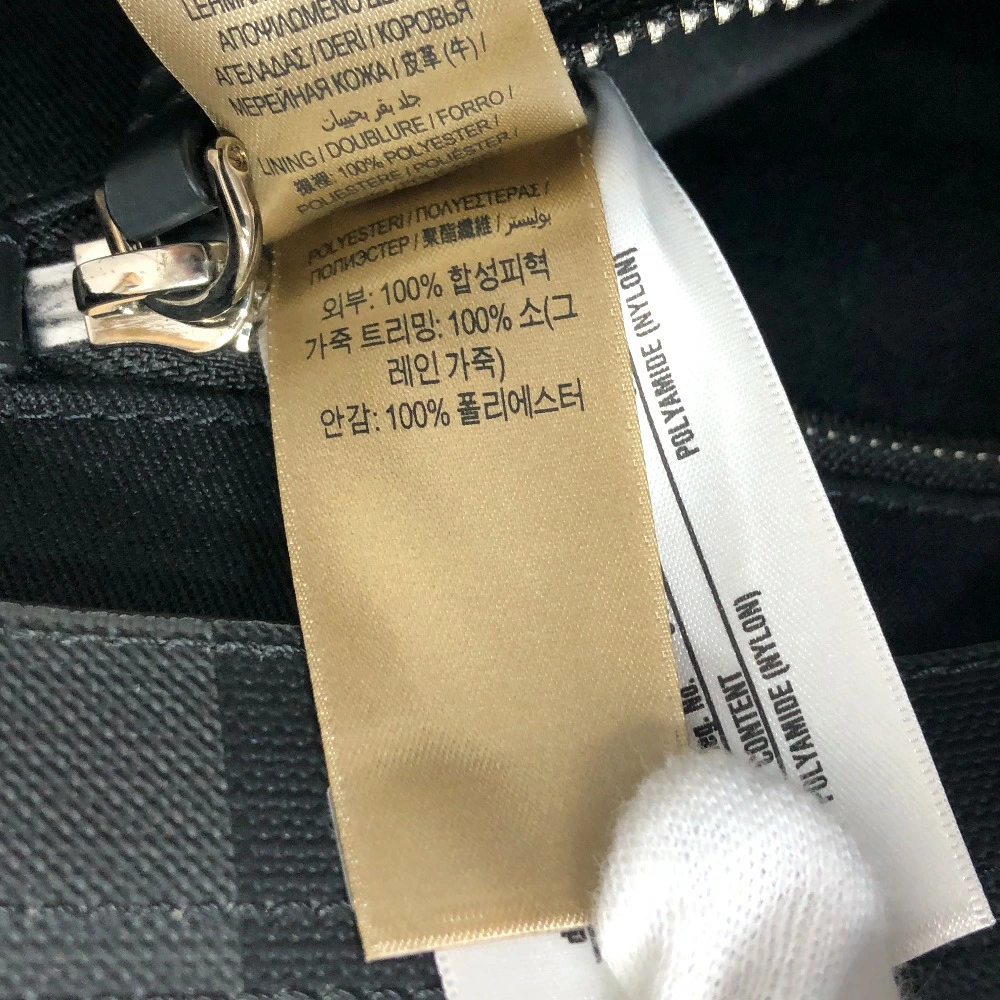 ΑΠΟΨΙΛΩΜΕΝΟ
ΑΓΕΛΑΔΑΣ / DERİ / КОРОВЬЯ
МЕРЕЙНАЯ КОЖА / 皮革 (牛) /
جلد بقر بحبيبات
LINING / DOUBLURE / FORRO /
襯裡: 100% POLYESTER /
POLIESTERE / POLIÉSTER /
POLYESTERI / ΠΟΛΥΕΣΤΕΡΑΣ /
ПОЛИЭСТЕР / 聚酯纖維 / بوليستر
외부: 100% 합성피혁
가죽 트리밍: 100% 소(그
레인 가죽)
안감: 100% 폴리에스터
POLYAMIDE (NYLON)
NO.
CONTENT
POLYAMIDE (NYLON)